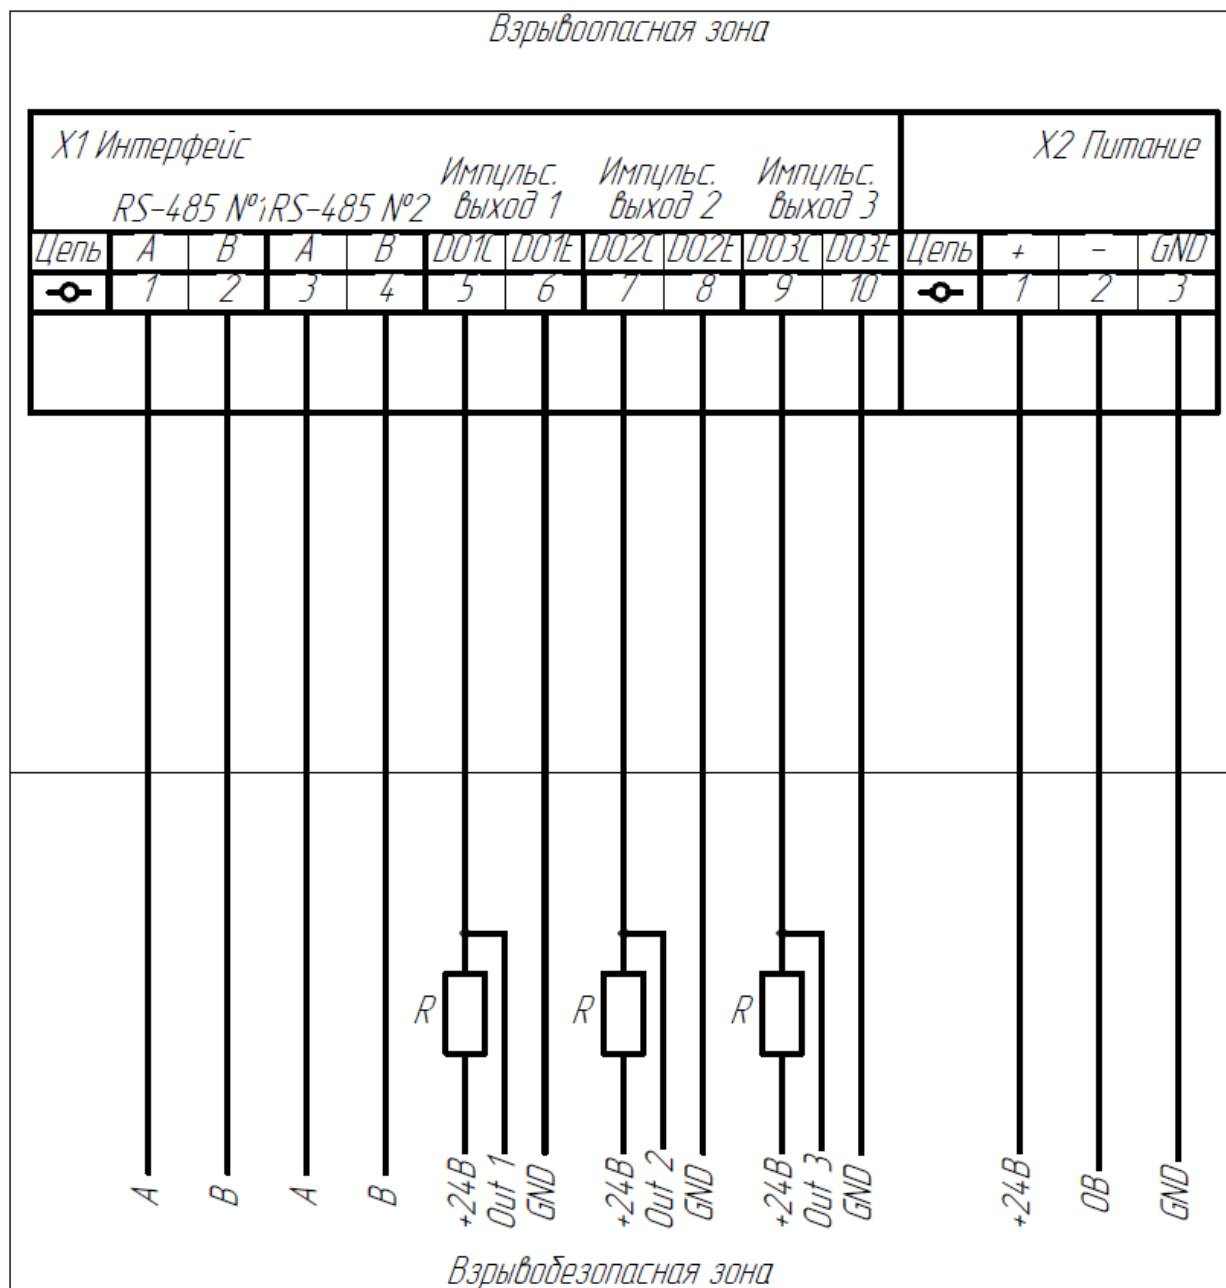 Взрывоопасная зона
X1 Интерфейс
X2 Питание
Импульс. Импульс. Импульс.
RS-485 №1 RS-485 №2 выход 1 выход 2 выход 3
Цепь A B A B DO1C DO1E DO2C DO2E DO3C DO3E Цепь + - GND
1 2 3 4 5 6 7 8 9 10 1 2 3
R R R
A B A B +24В Out 1 GND +24В Out 2 GND +24В Out 3 GND +24В 0В GND
Взрывобезопасная зона